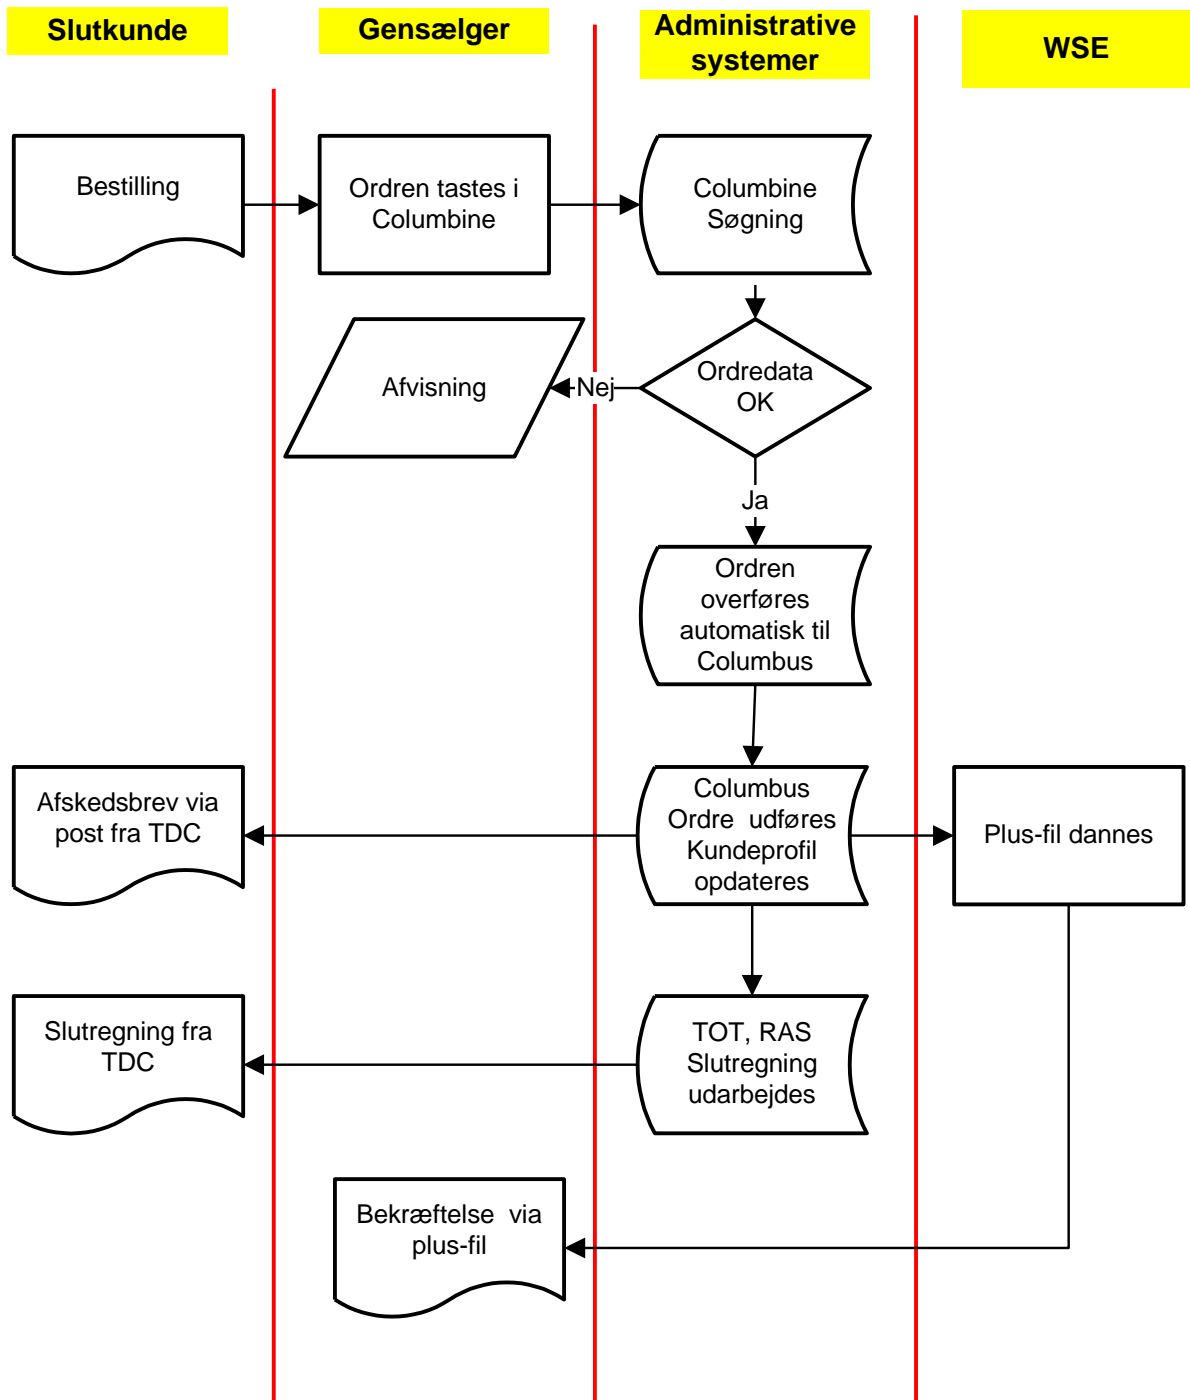 Slutkunde
Gensælger
Administrative
systemer
WSE
Bestilling
Ordren tastes i
Columbine
Columbine
Søgning
Afvisning
Nej
Ordredata
OK
Ja
Ordren
overføres
automatisk til
Columbus
Afskedsbrev via
post fra TDC
Columbus
Ordre udføres
Kundeprofil
opdateres
Plus-fil dannes
Slutregning fra
TDC
TOT, RAS
Slutregning
udarbejdes
Bekræftelse via
plus-fil